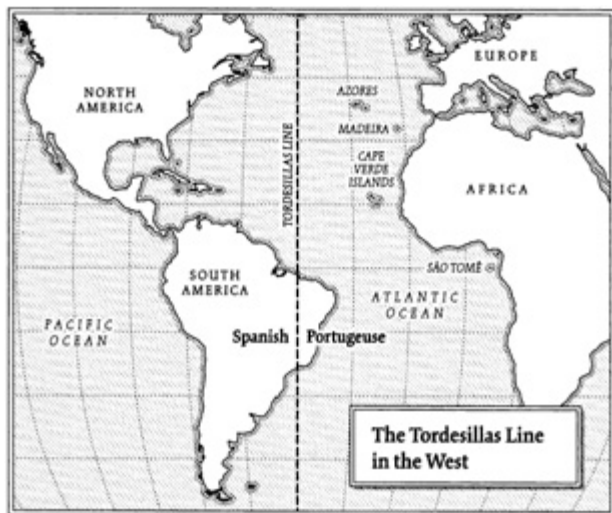 NORTH
AMERICA
EUROPE
AZORES
MADEIRA
CAPE
VERDE
ISLANDS
AFRICA
TORDESILLAS LINE
SOUTH
AMERICA
SÃO TOMÉ
PACIFIC
OCEAN
ATLANTIC
OCEAN
Spanish
Portugeuse
The Tordesillas Line
in the West